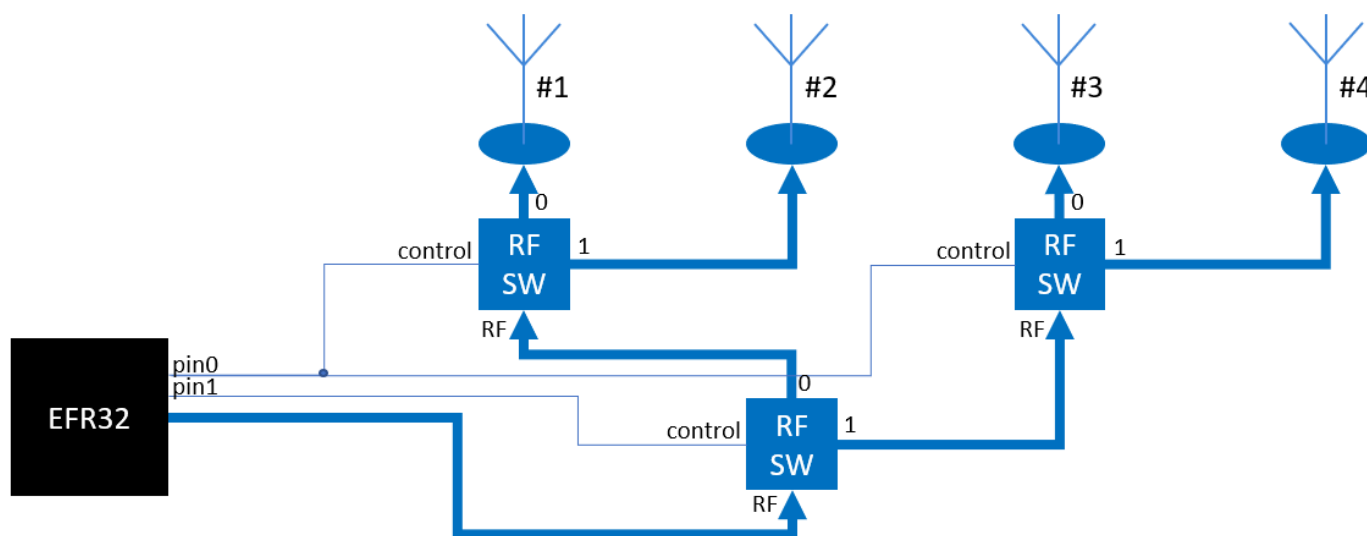 #1
#2
#3
#4
0
0
control
RF
SW
1
control
RF
SW
1
RF
RF
pin0
pin1
EFR32
0
control
RF
SW
1
RF